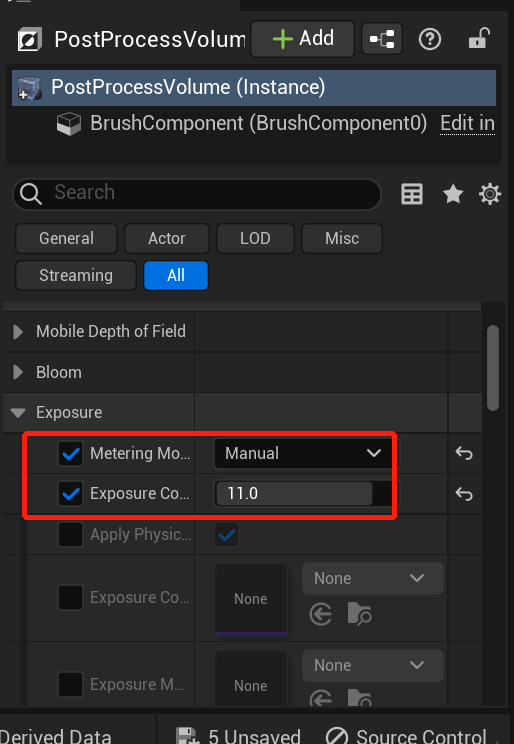 PostProcessVolum
Add
PostProcessVolume (Instance)
BrushComponent (BrushComponent0) Edit in
Search
General Actor LOD Misc
Streaming All
Mobile Depth of Field
Bloom
Exposure
Metering Mo... Manual
Exposure Co... 11.0
Apply Physic...
Exposure Co... None None
Exposure M... None None
Derived Data 5 Unsaved Source Control